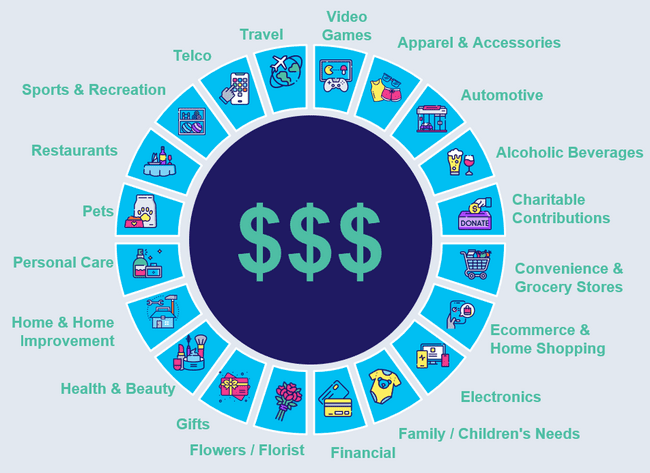 Video
Games
Apparel & Accessories
Automotive
Alcoholic Beverages
Charitable
Contributions
Convenience &
Grocery Stores
Ecommerce &
Home Shopping
Electronics
Family / Children's Needs
Financial
Flowers / Florist
Gifts
Health & Beauty
Home & Home
Improvement
Personal Care
Pets
Restaurants
Sports & Recreation
Telco
Travel
$$$
DONATE
$